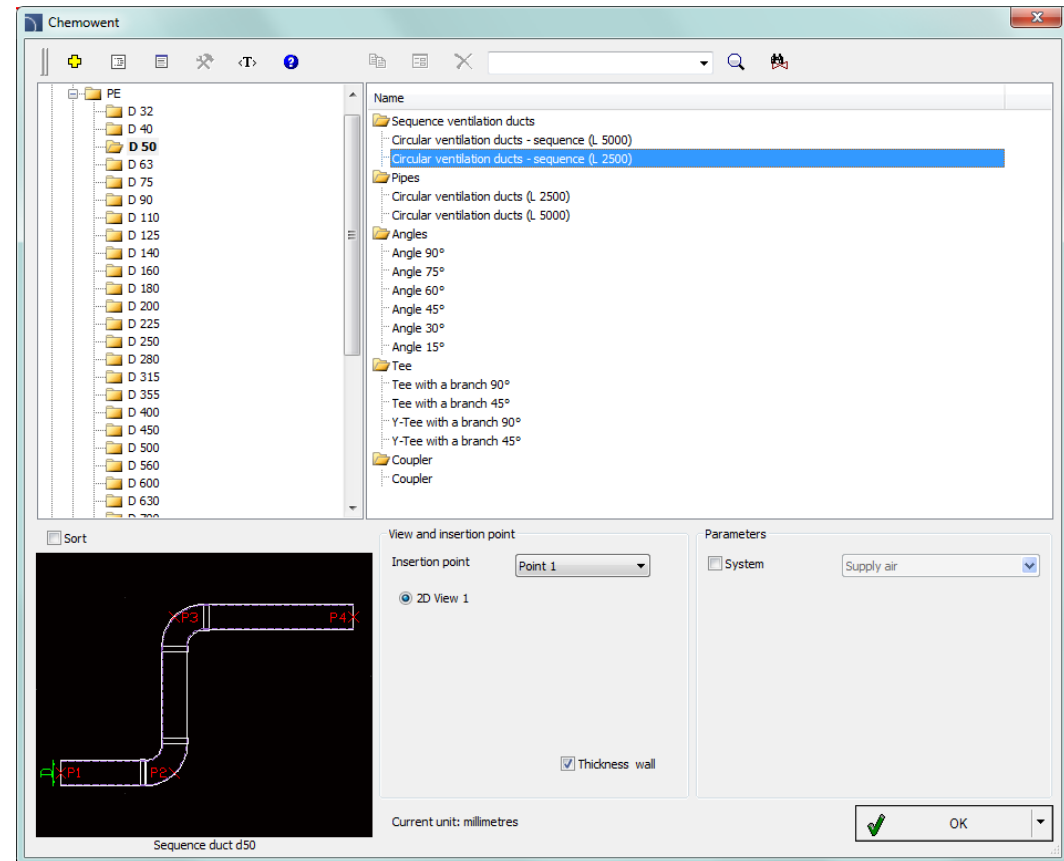 Chemowent
<T>
PE
D 32
D 40
D 50
D 63
D 75
D 90
D 110
D 125
D 140
D 160
D 180
D 200
D 225
D 250
D 280
D 315
D 355
D 400
D 450
D 500
D 560
D 600
D 630
D 700
Name
Sequence ventilation ducts
Circular ventilation ducts - sequence (L 5000)
Circular ventilation ducts - sequence (L 2500)
Pipes
Circular ventilation ducts (L 2500)
Circular ventilation ducts (L 5000)
Angles
Angle 90°
Angle 75°
Angle 60°
Angle 45°
Angle 30°
Angle 15°
Tee
Tee with a branch 90°
Tee with a branch 45°
Y-Tee with a branch 90°
Y-Tee with a branch 45°
Coupler
Coupler
Sort
P3
P4
D
P1
P2
Sequence duct d50
View and insertion point
Insertion point
Point 1
2D View 1
Thickness wall
Current unit: millimetres
Parameters
System
Supply air
OK